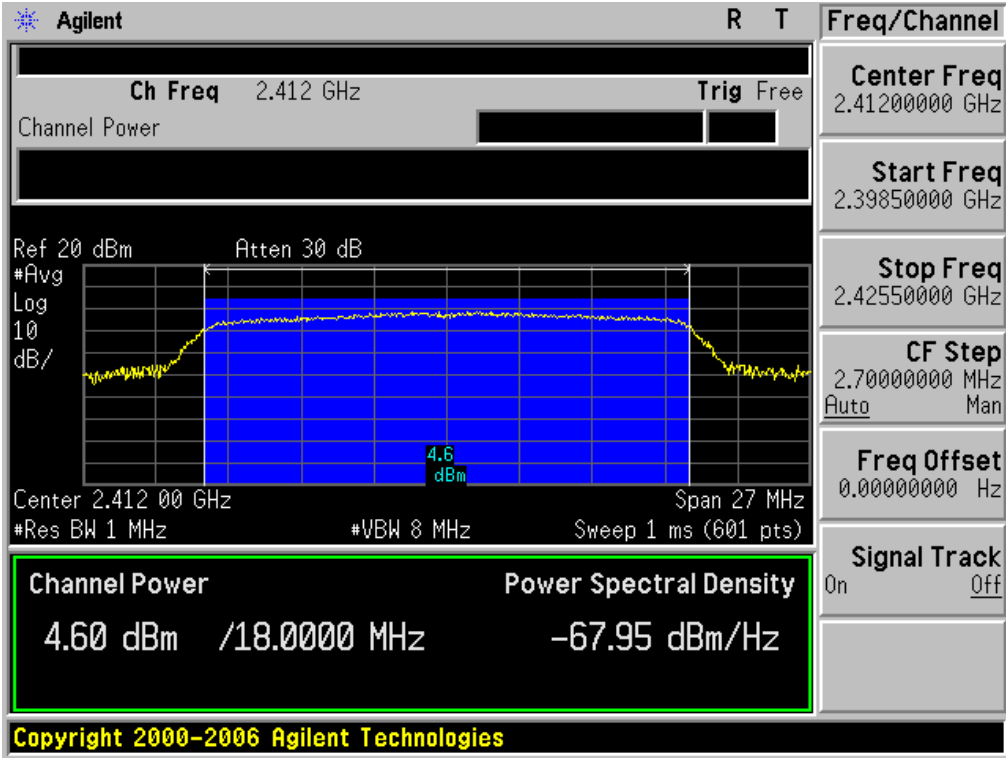 Agilent R T
Freq/Channel
Ch Freq 2.412 GHz Trig Free
Channel Power
Ref 20 dBm Atten 30 dB
#Avg
Log
10
dB/
4.6
dBm
Center 2.412 00 GHz Span 27 MHz
#Res BW 1 MHz #VBW 8 MHz Sweep 1 ms (601 pts)
Channel Power Power Spectral Density
4.60 dBm /18.0000 MHz -67.95 dBm/Hz
Center Freq
2.41200000 GHz
Start Freq
2.39850000 GHz
Stop Freq
2.42550000 GHz
CF Step
2.70000000 MHz
Auto Man
Freq Offset
0.00000000 Hz
Signal Track
On Off
Copyright 2000-2006 Agilent Technologies